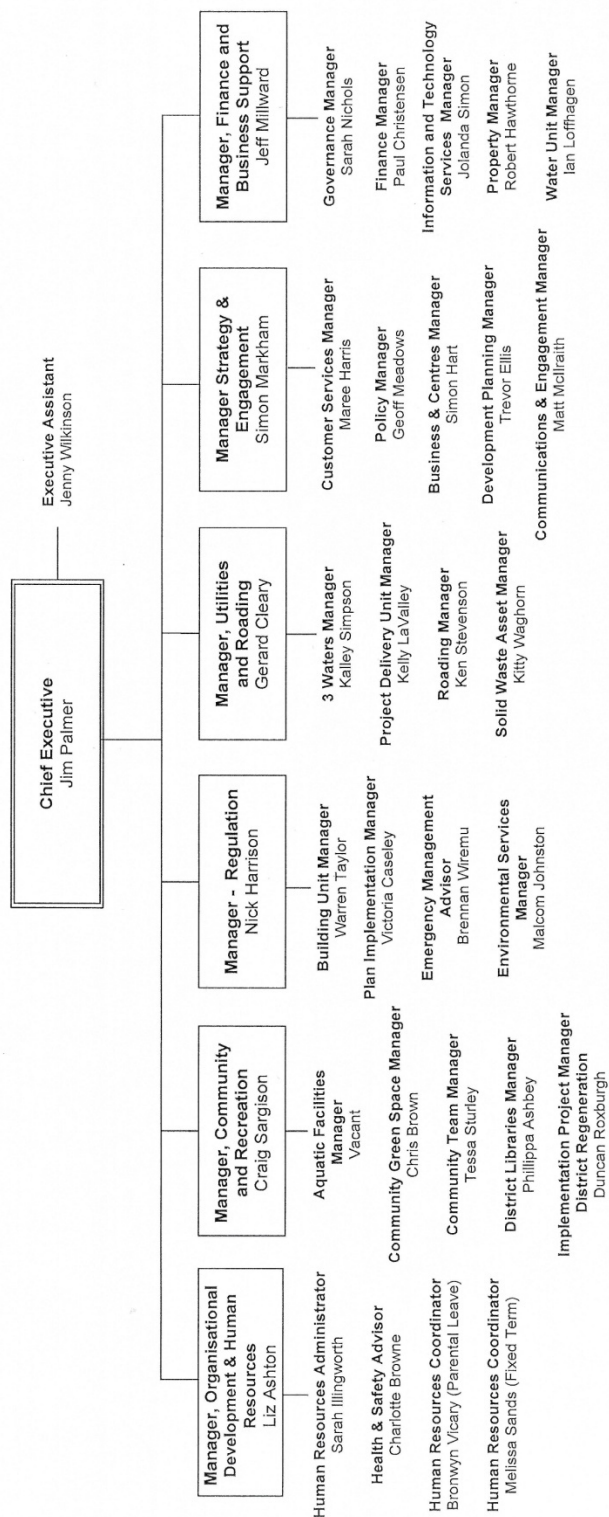 Chief Executive
Jim Palmer
Executive Assistant
Jenny Wilkinson
Manager, Organisational
Development & Human
Resources
Liz Ashton
Human Resources Administrator
Sarah Illingworth
Health & Safety Advisor
Charlotte Browne
Human Resources Coordinator
Bronwyn Vicary (Parental Leave)
Human Resources Coordinator
Melissa Sands (Fixed Term)
Manager, Community
and Recreation
Craig Sargison
Aquatic Facilities
Manager
Vacant
Community Green Space Manager
Chris Brown
Community Team Manager
Tessa Sturley
District Libraries Manager
Phillippa Ashbey
Implementation Project Manager
District Regeneration
Duncan Roxburgh
Manager - Regulation
Nick Harrison
Building Unit Manager
Warren Taylor
Plan Implementation Manager
Victoria Caseley
Emergency Management
Advisor
Brennan Wiremu
Environmental Services
Manager
Malcom Johnston
Manager, Utilities
and Roading
Gerard Cleary
3 Waters Manager
Kalley Simpson
Project Delivery Unit Manager
Kelly LaValley
Roading Manager
Ken Stevenson
Solid Waste Asset Manager
Kitty Waghorn
Manager Strategy &
Engagement
Simon Markham
Customer Services Manager
Maree Harris
Policy Manager
Geoff Meadows
Business & Centres Manager
Simon Hart
Development Planning Manager
Trevor Ellis
Communications & Engagement Manager
Matt McIlraith
Manager, Finance and
Business Support
Jeff Millward
Governance Manager
Sarah Nichols
Finance Manager
Paul Christensen
Information and Technology
Services Manager
Jolanda Simon
Property Manager
Robert Hawthorne
Water Unit Manager
Ian Loffhagen